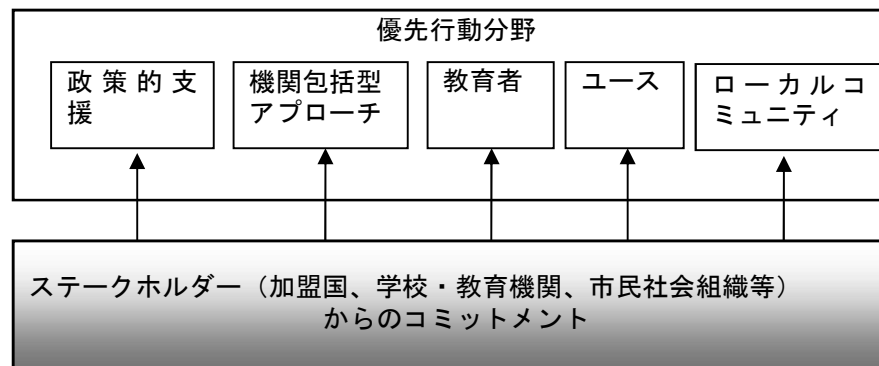 優先行動分野
政策的支
援
機関包括型
アプローチ
教育者
ユース
ローカルコ
ミュニティ
ステークホルダー（加盟国、学校・教育機関、市民社会組織等）
からのコミットメント